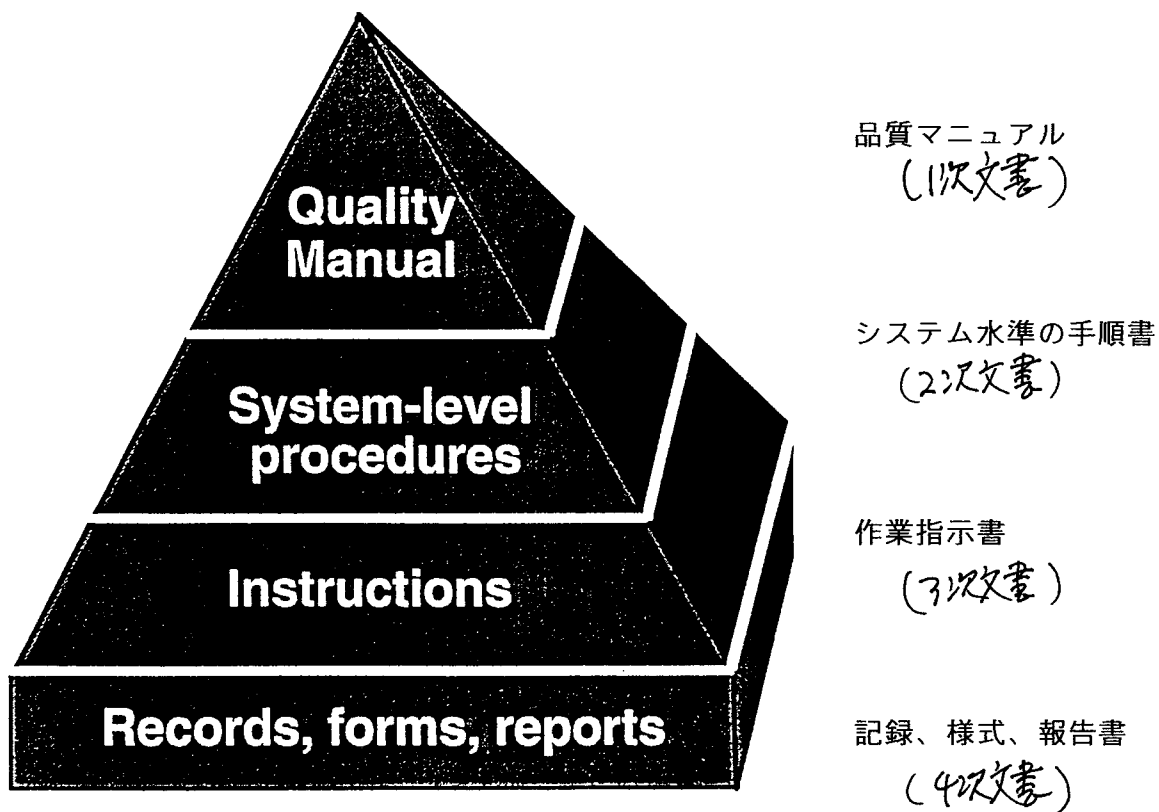 Quality
Manual
品質マニュアル
(1次文書)
System-level
procedures
システム水準の手順書
(2次文書)
Instructions
作業指示書
(3次文書)
Records, forms, reports
記録、様式、報告書
(4次文書)